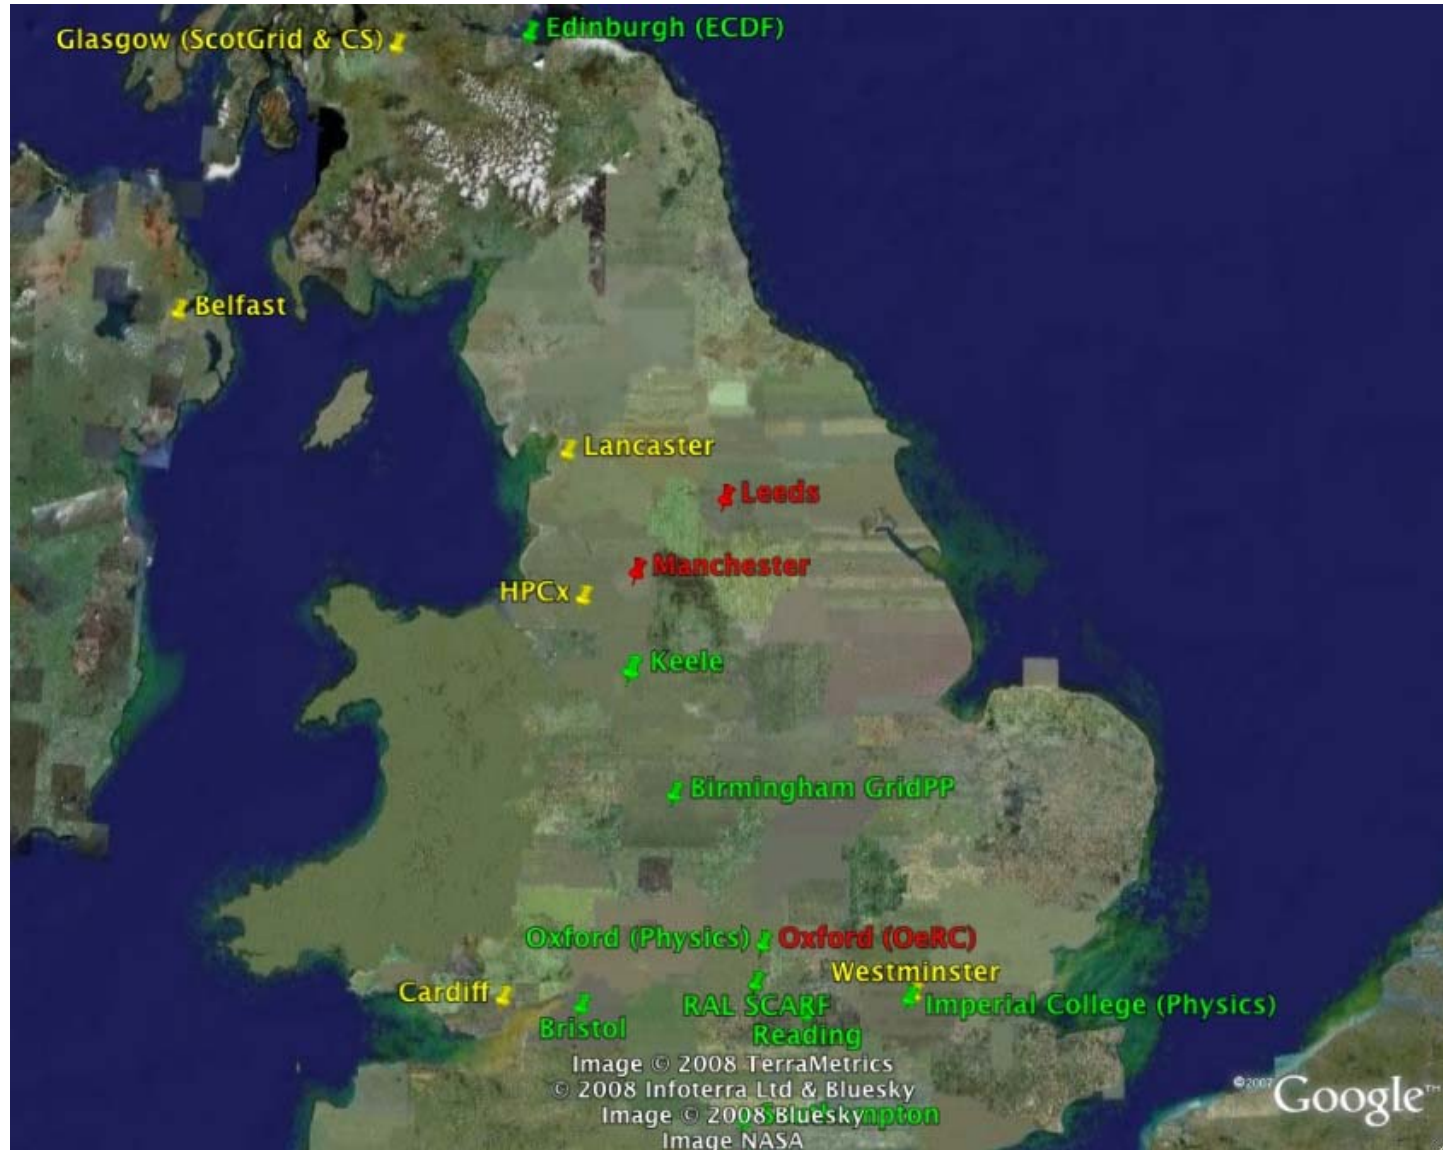 Edinburgh (ECDF)
Glasgow (ScotGrid & CS)
Belfast
Lancaster
Leeds
Manchester
HPCx
Keele
Birmingham GridPP
Oxford (Physics) Oxford (OeRC)
Westminster
Cardiff
RAL SCARF Imperial College (Physics)
Bristol
Reading
Image © 2008 TerraMetrics
© 2008 Infoterra Ltd & Bluesky
©2007 Google™
Image © 2008 Bluesky
Image NASA